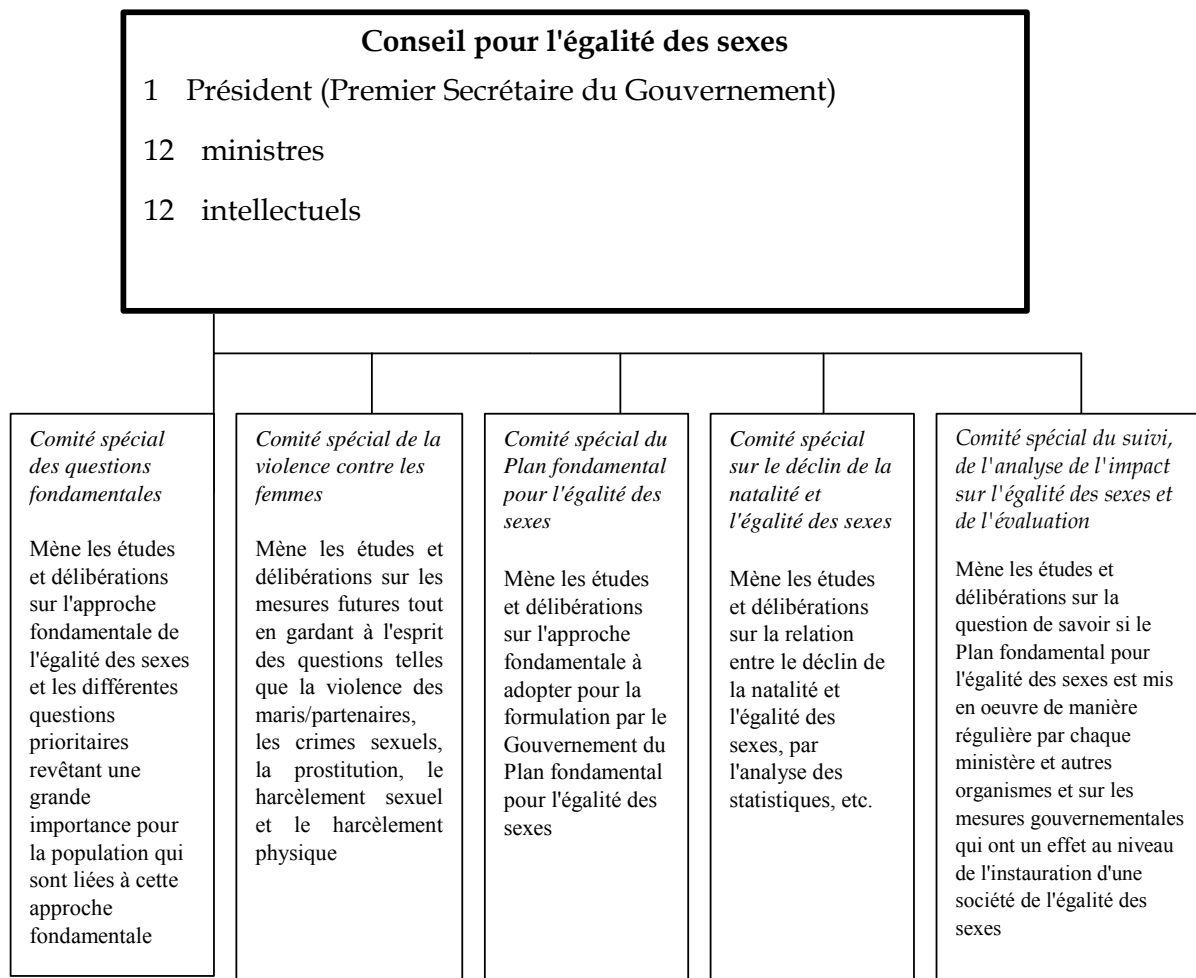 Conseil pour l'égalité des sexes
1 Président (Premier Secrétaire du Gouvernement)
12 ministres
12 intellectuels
Comité spécial
des questions
fondamentales
Mène les études
et délibérations
sur l'approche
fondamentale de
l'égalité des sexes
et les différentes
questions
prioritaires
revêtant une
grande
importance pour
la population qui
sont liées à cette
approche
fondamentale
Comité spécial de la
violence contre les
femmes
Mène les études et
délibérations sur les
mesures futures tout
en gardant à l'esprit
des questions telles
que la violence des
maris/partenaires,
les crimes sexuels,
la prostitution, le
harcèlement sexuel
et le harcèlement
physique
Comité spécial du
Plan fondamental
pour l'égalité des
sexes
Mène les études
et délibérations
sur l'approche
fondamentale à
adopter pour la
formulation par le
Gouvernement du
Plan fondamental
pour l'égalité des
sexes
Comité spécial
sur le déclin de la
natalité et
l'égalité des sexes
Mène les études
et délibérations
sur la relation
entre le déclin de
la natalité et
l'égalité des
sexes, par
l'analyse des
statistiques, etc.
Comité spécial du suivi,
de l'analyse de l'impact
sur l'égalité des sexes et
de l'évaluation
Mène les études et
délibérations sur la
question de savoir si le
Plan fondamental pour
l'égalité des sexes est mis
en oeuvre de manière
régulière par chaque
ministère et autres
organismes et sur les
mesures gouvernementales
qui ont un effet au niveau
de l'instauration d'une
société de l'égalité des
sexes